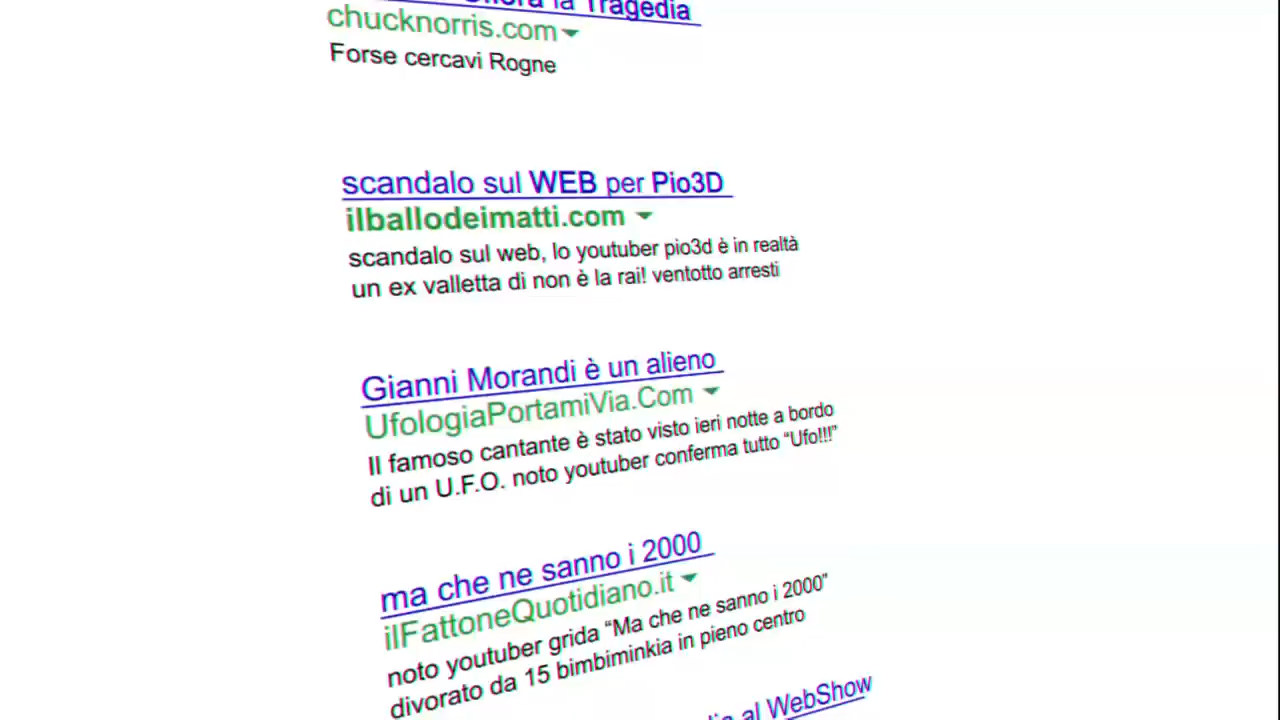 la Tragedia
chucknorris.com
Forse cercavi Rogne
scandalo sul WEB per Pio3D
ilballodeimatti.com
scandalo sul web, lo youtuber pio3d è in realtà
un ex valletta di non è la rai! ventotto arresti
Gianni Morandi è un alieno
UfologiaPortamiVia.Com
Il famoso cantante è stato visto ieri notte a bordo
di un U.F.O. noto youtuber conferma tutto “Ufo!!!”
ma che ne sanno i 2000
ilFattoneQuotidiano.it
noto youtuber grida “Ma che ne sanno i 2000”
divorato da 15 bimbiminkia in pieno centro
al WebShow